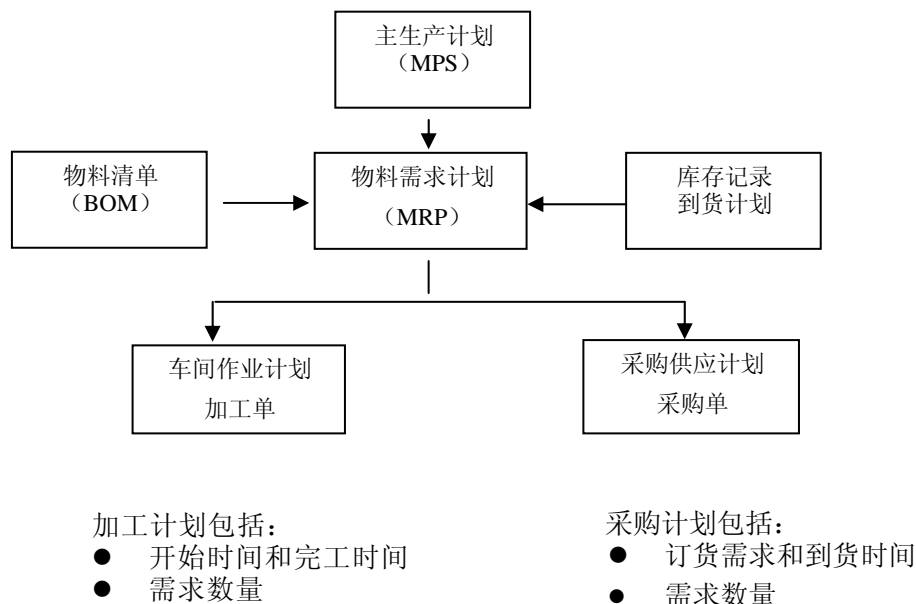 主生产计划
（MPS）
物料清单
（BOM）
物料需求计划
（MRP）
库存记录
到货计划
车间作业计划
加工单
采购供应计划
采购单
加工计划包括：
● 开始时间和完工时间
● 需求数量
采购计划包括：
● 订货需求和到货时间
● 需求数量